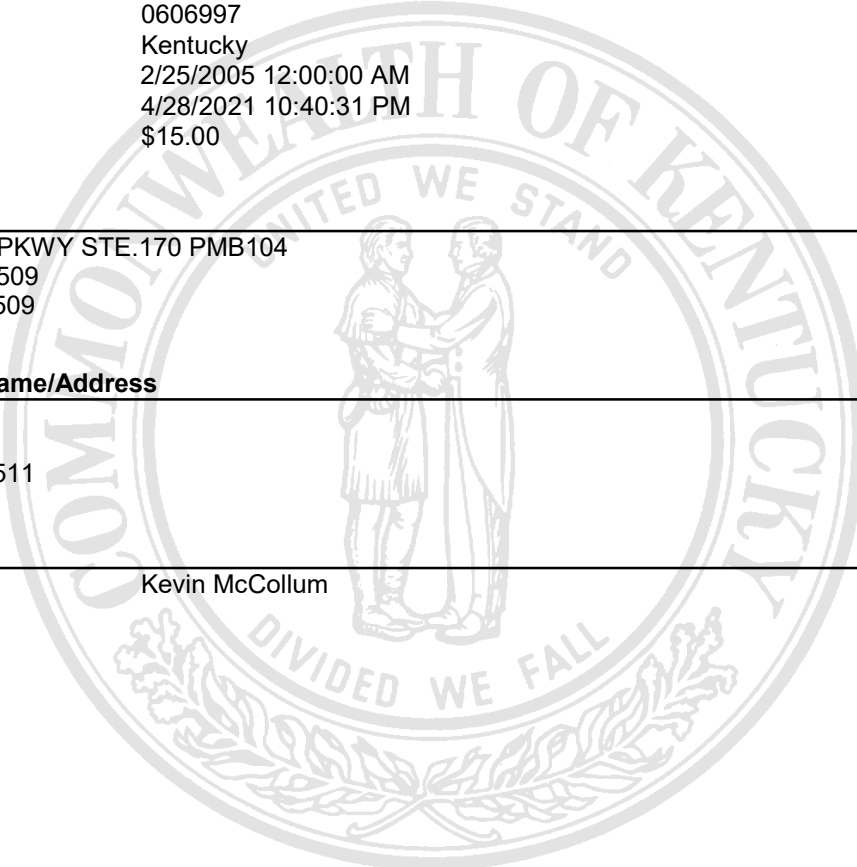 0606997
Kentucky
2/25/2005 12:00:00 AM
4/28/2021 10:40:31 PM
$15.00
PKWY STE.170 PMB104
509
509
ame/Address
511
Kevin McCollum
COMMONWEALTH OF KENTUCKY
UNITED WE STAND
DIVIDED WE FALL